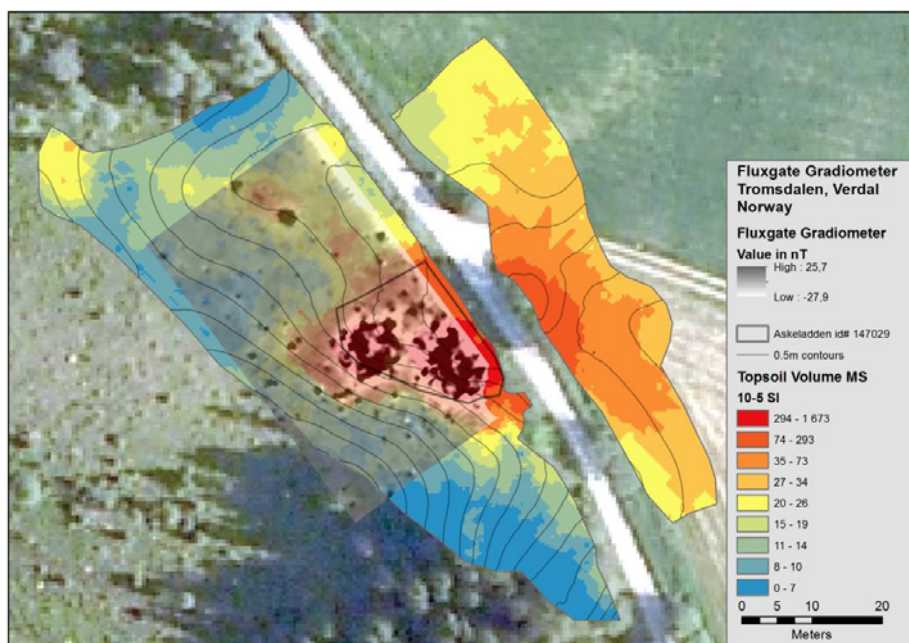 Fluxgate Gradiometer
Tromsdalen, Verdal
Norway
Fluxgate Gradiometer
Value in nT
High : 25,7
Low : -27,9
Askeladden id# 147029
0.5m contours
Topsoil Volume MS
10-5 SI
294 - 1 673
74 - 293
35 - 73
27 - 34
20 - 26
15 - 19
11 - 14
8 - 10
0 - 7
0 5 10 20
Meters